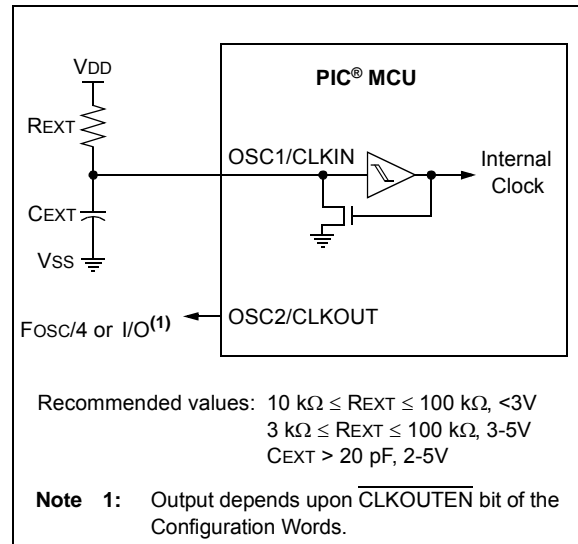 VDD
PIC® MCU
REXT
OSC1/CLKIN
Internal
Clock
CEXT
VSS
OSC2/CLKOUT
FOSC/4 or I/O(1)
Recommended values: 10 kΩ ≤ REXT ≤ 100 kΩ, <3V
3 kΩ ≤ REXT ≤ 100 kΩ, 3-5V
CEXT > 20 pF, 2-5V
Note 1: Output depends upon CLKOUTEN bit of the
Configuration Words.